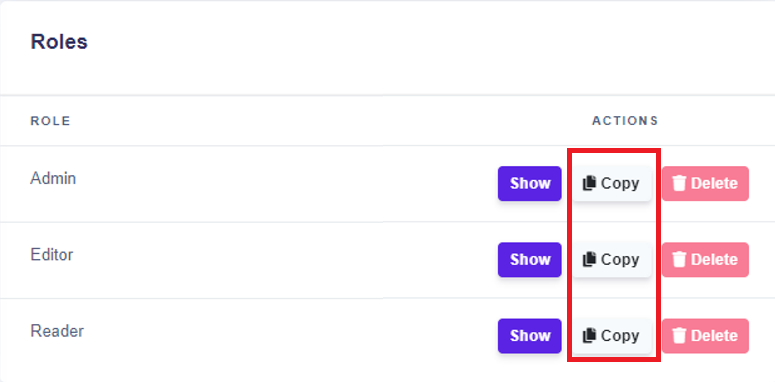 Roles
ROLE ACTIONS
Admin Show Copy Delete
Editor Show Copy Delete
Reader Show Copy Delete